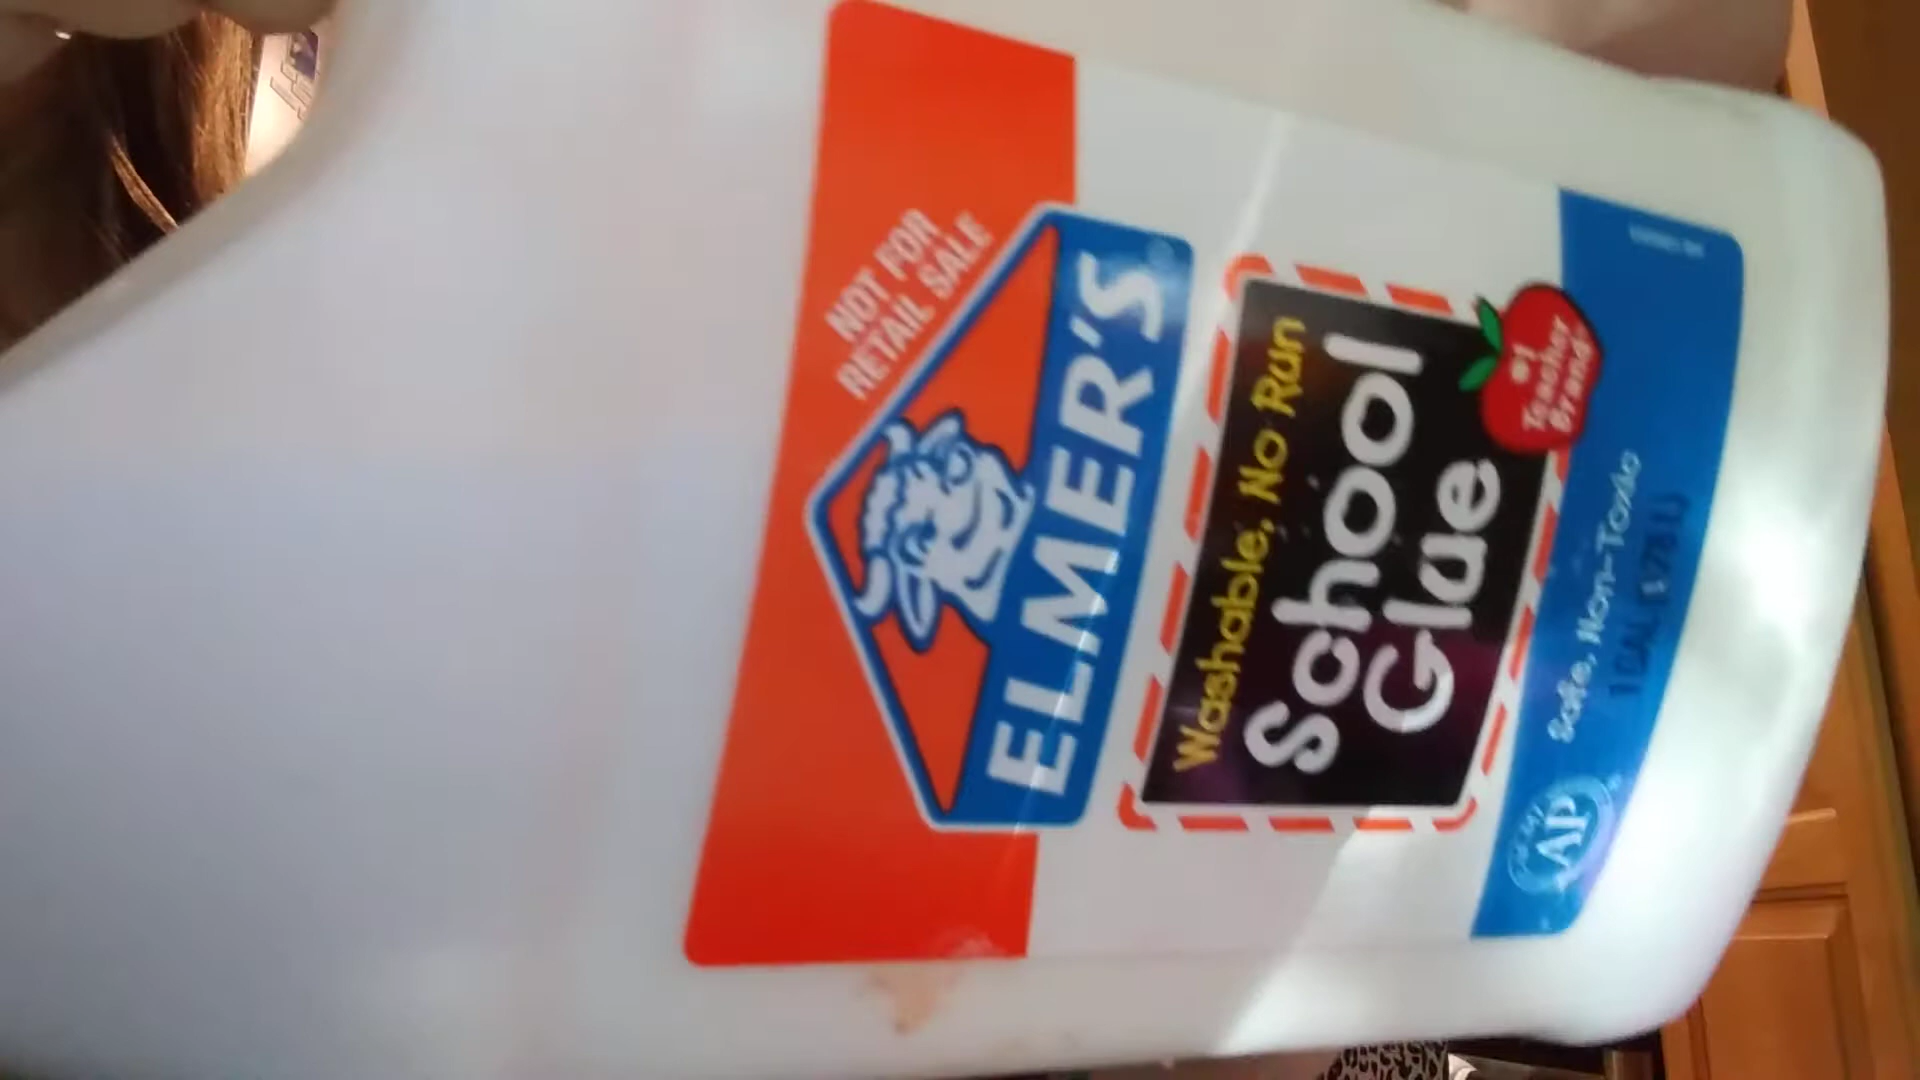 NOT FOR
RETAIL SALE
ELMER'S
Washable, No Run
School
Glue
#1
Teacher
Brand
Safe, Non-Toxic
AP